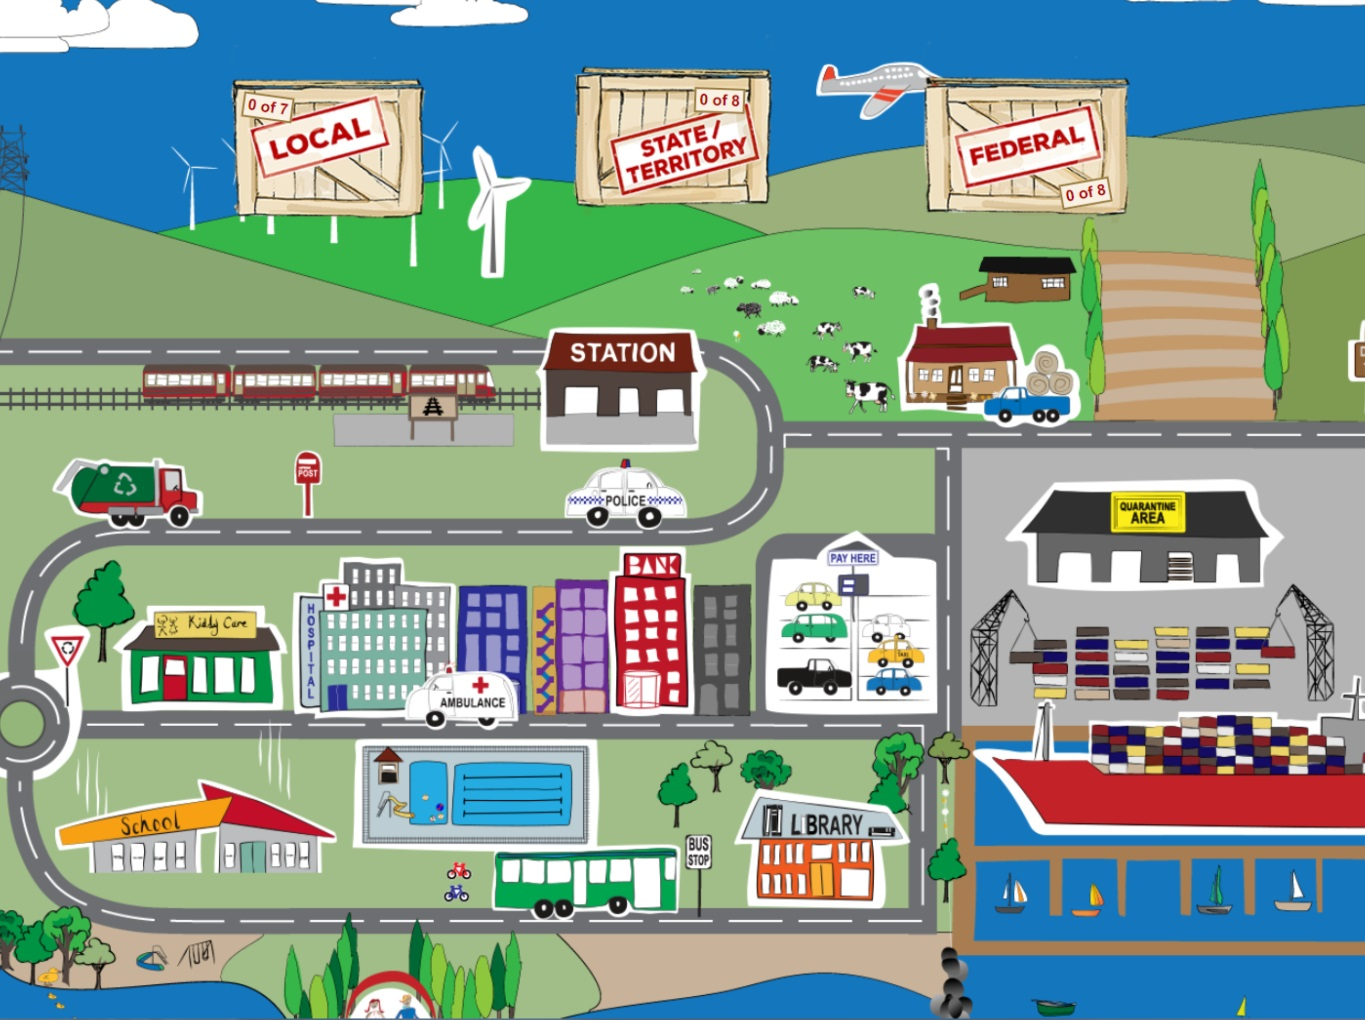 0 of 7
LOCAL
0 of 8
STATE /
TERRITORY
FEDERAL
0 of 8
STATION
POST
POLICE
QUARANTINE
AREA
PAY HERE
BANK
Kiddy Care
HOSPITAL
TAXI
AMBULANCE
School
LIBRARY
BUS
STOP